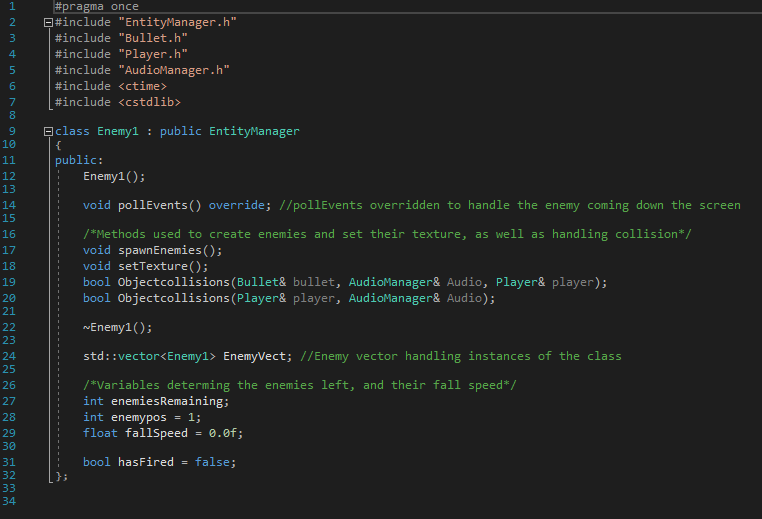 1 #pragma once
2 #include "EntityManager.h"
3 #include "Bullet.h"
4 #include "Player.h"
5 #include "AudioManager.h"
6 #include <ctime>
7 #include <cstdlib>
8
9 class Enemy1 : public EntityManager
10 {
11 public:
12 Enemy1();
13
14 void pollEvents() override; //pollEvents overridden to handle the enemy coming down the screen
15
16 /*Methods used to create enemies and set their texture, as well as handling collision*/
17 void spawnEnemies();
18 void setTexture();
19 bool Objectcollisions(Bullet& bullet, AudioManager& Audio, Player& player);
20 bool Objectcollisions(Player& player, AudioManager& Audio);
21
22 ~Enemy1();
23
24 std::vector<Enemy1> EnemyVect; //Enemy vector handling instances of the class
25
26 /*Variables determing the enemies left, and their fall speed*/
27 int enemiesRemaining;
28 int enemypos = 1;
29 float fallSpeed = 0.0f;
30
31 bool hasFired = false;
32 };
33
34